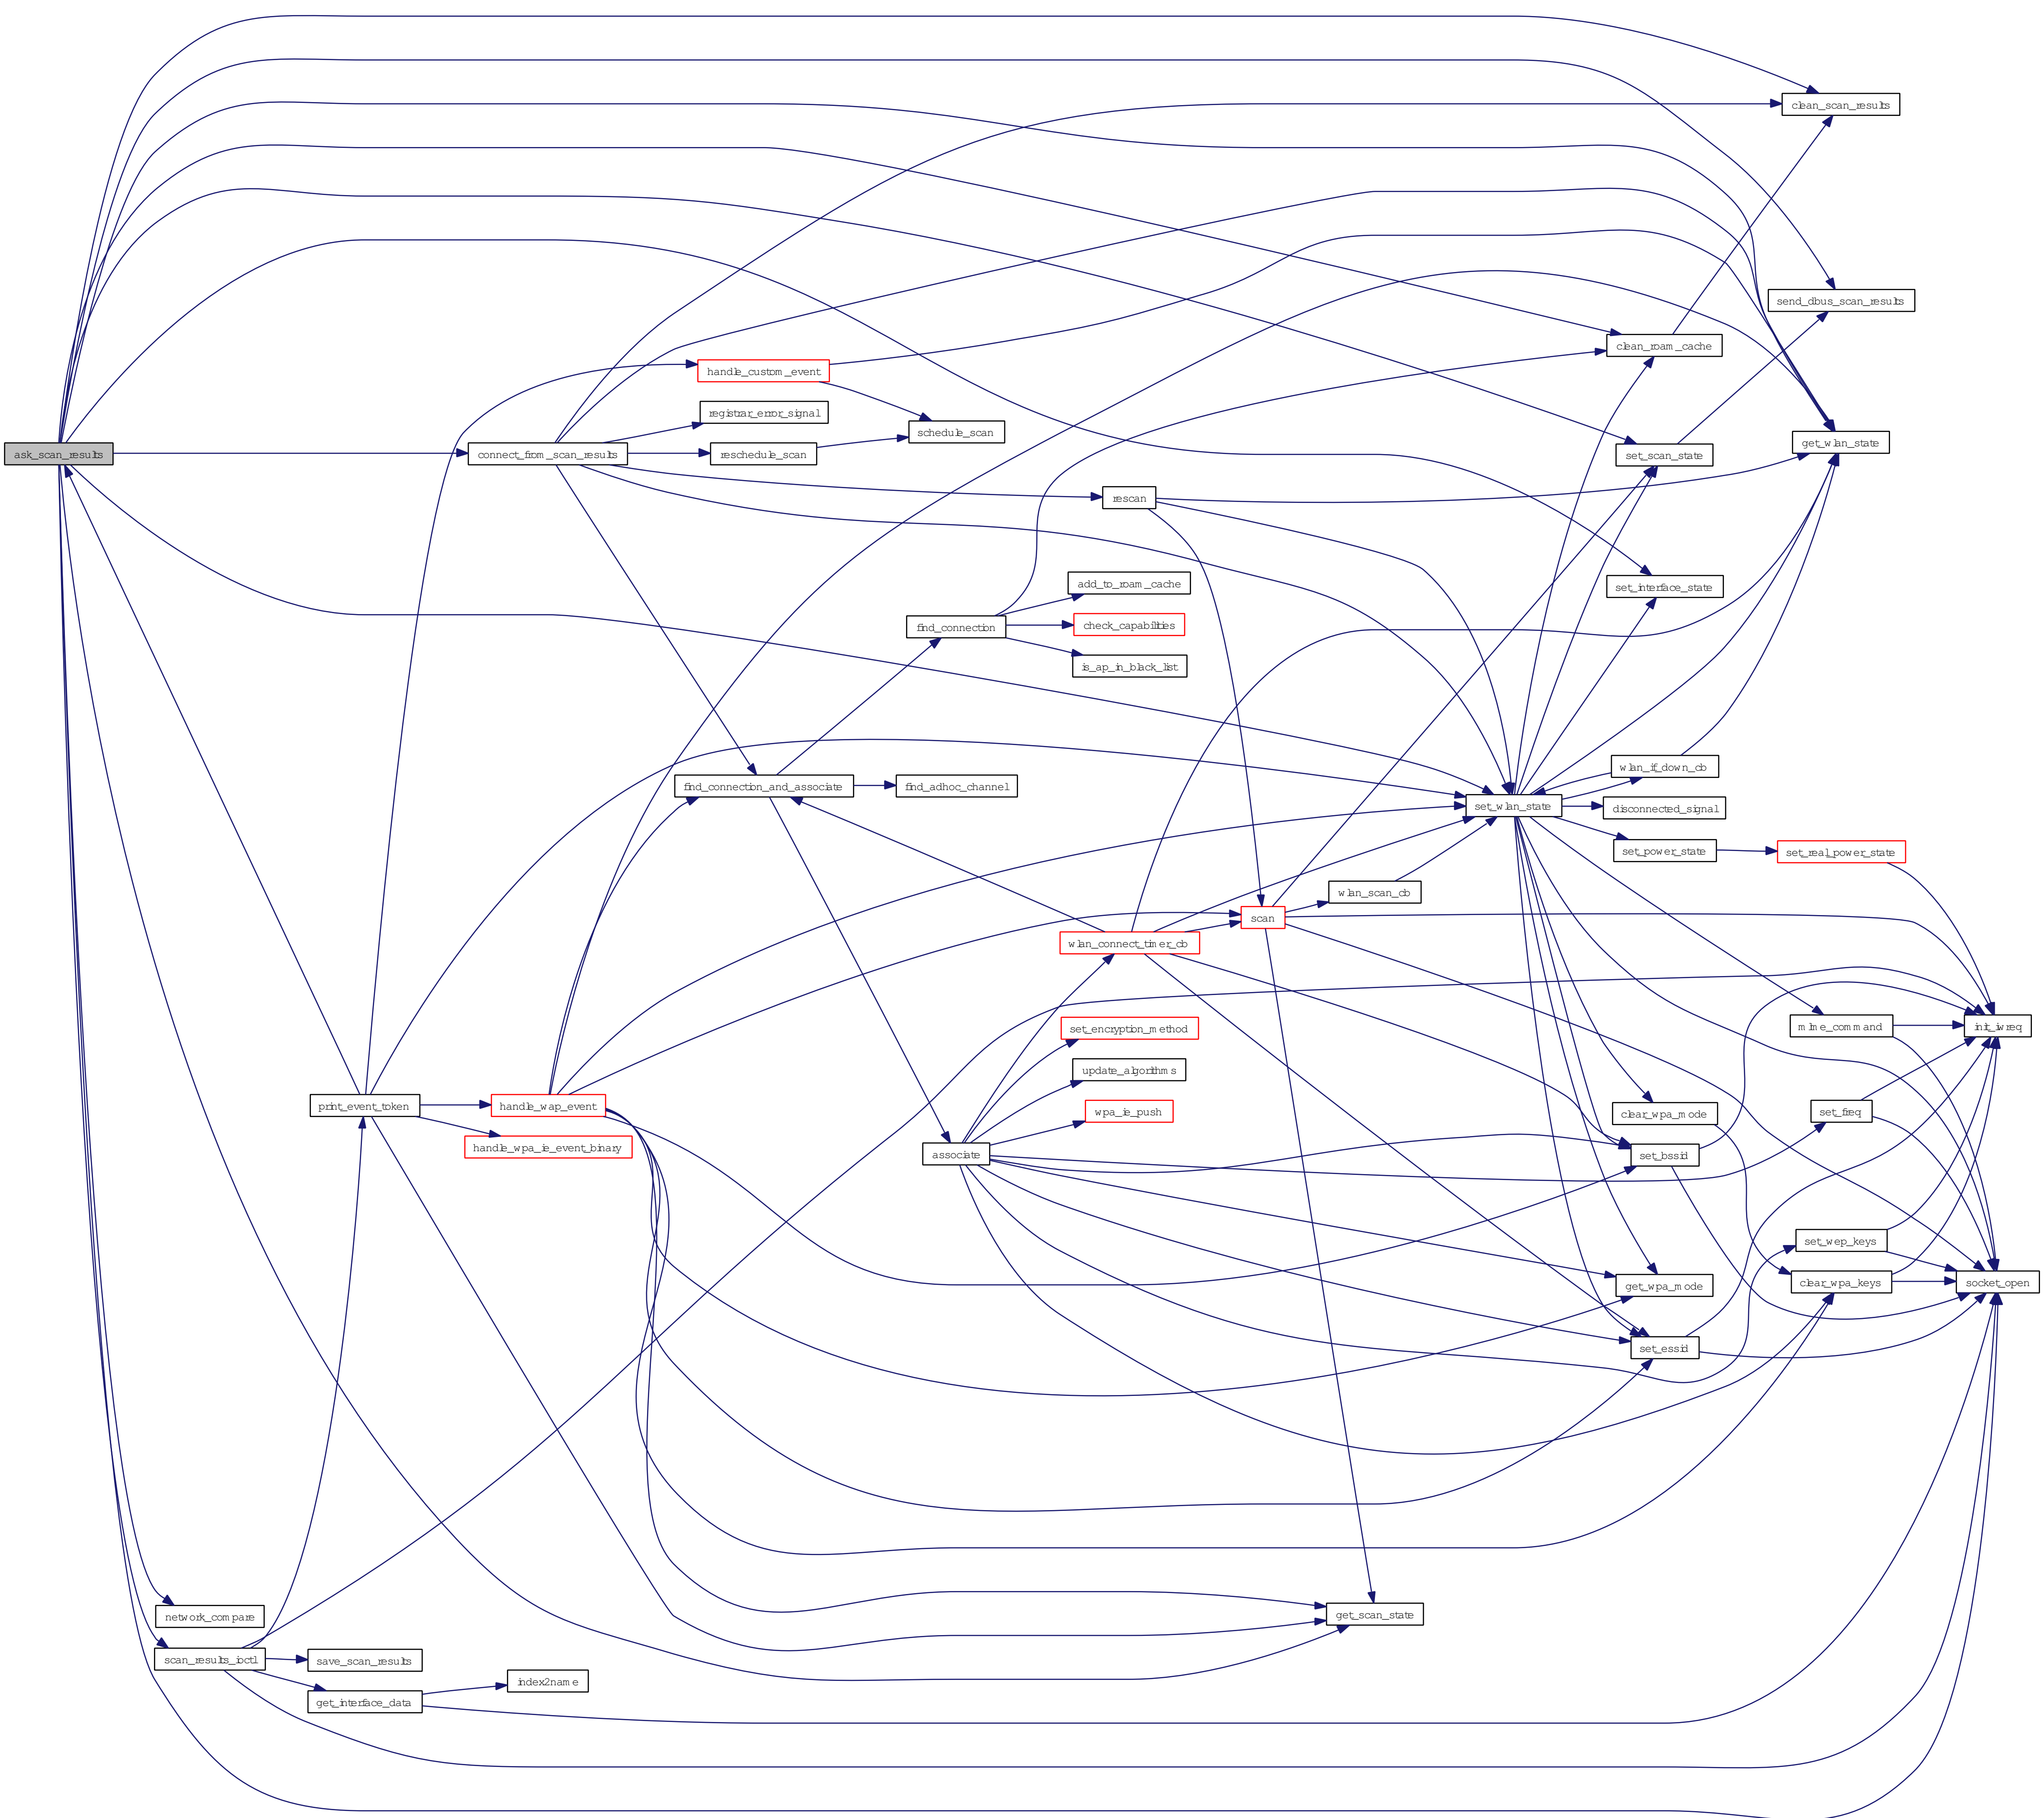 clean_scan_results
send_dbus_scan_results
clean_roam_cache
handle_custom_event
registrar_error_signal
schedule_scan
get_wlan_state
ask_scan_results
connect_from_scan_results
reschedule_scan
set_scan_state
rescan
add_to_roam_cache
set_interface_state
find_connection
check_capabilities
is_ap_in_black_list
wlan_if_down_cb
find_connection_and_associate
find_adhoc_channel
set_wlan_state
disconnected_signal
set_power_state
set_real_power_state
wlan_scan_cb
scan
wlan_connect_timer_cb
set_encryption_method
mlme_command
init_iwreq
update_algorithms
print_event_token
handle_wap_event
wpa_ie_push
clear_wpa_mode
set_freq
handle_wpa_ie_event_binary
associate
set_bssid
set_wep_keys
get_wpa_mode
clear_wpa_keys
socket_open
set_essid
network_compare
get_scan_state
scan_results_ioctl
save_scan_results
index2name
get_interface_data